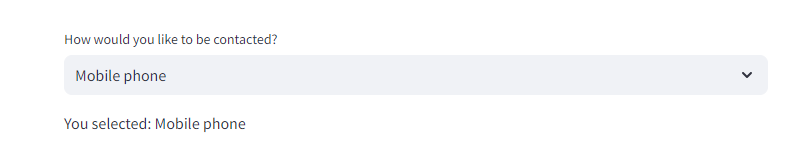 How would you like to be contacted?
Mobile phone
You selected: Mobile phone